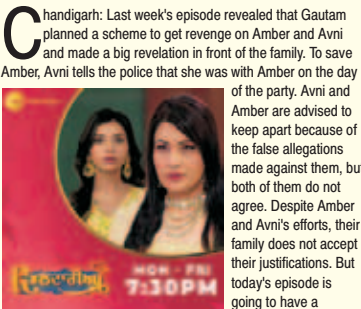 Chandigarh: Last week's episode revealed that Gautam
planned a scheme to get revenge on Amber and Avni
and made a big revelation in front of the family. To save
Amber, Avni tells the police that she was with Amber on the day
of the party. Avni and
Amber are advised to
keep apart because of
the false allegations
made against them, bu
both of them do not
agree. Despite Amber
and Avni's efforts, their
family does not accept
their justifications. But
today's episode is
going to have a
ਦਿਲਦਾਰੀਆਂ
MON - FRI
7:30PM